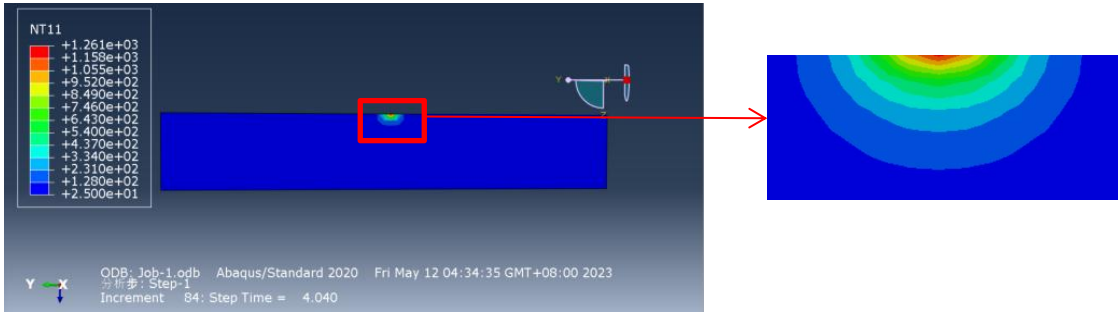 NT11
+1.261e+03
+1.158e+03
+1.055e+03
+9.520e+02
+8.490e+02
+7.460e+02
+6.430e+02
+5.400e+02
+4.370e+02
+3.340e+02
+2.310e+02
+1.280e+02
+2.500e+01
Y
X
Z
Y X
ODB: Job-1.odb Abaqus/Standard 2020 Fri May 12 04:34:35 GMT+08:00 2023
分析步: Step-1
Increment 84: Step Time = 4.040